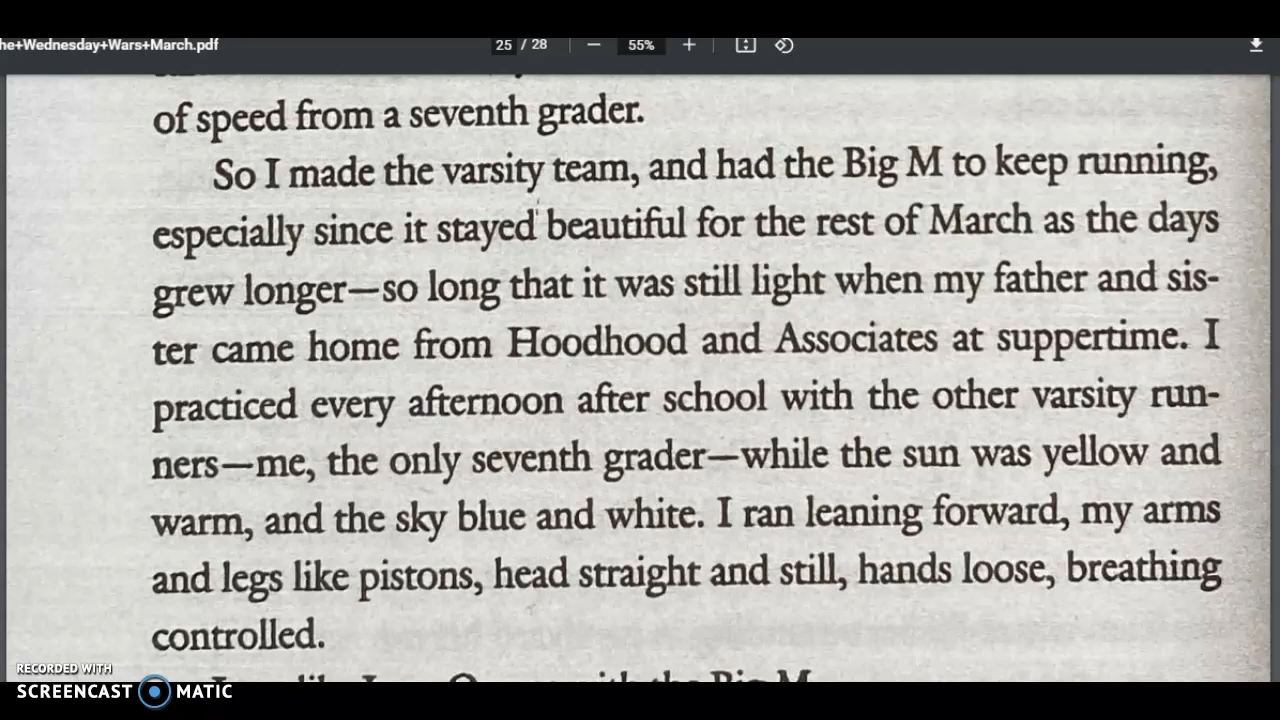 he+Wednesday+Wars+March.pdf
25 / 28
55%
of speed from a seventh grader.
So I made the varsity team, and had the Big M to keep running,
especially since it stayed beautiful for the rest of March as the days
grew longer—so long that it was still light when my father and sis-
ter came home from Hoodhood and Associates at suppertime. I
practiced every afternoon after school with the other varsity run-
ners—me, the only seventh grader—while the sun was yellow and
warm, and the sky blue and white. I ran leaning forward, my arms
and legs like pistons, head straight and still, hands loose, breathing
controlled.
with the Big M
RECORDED WITH
SCREENCAST MATIC